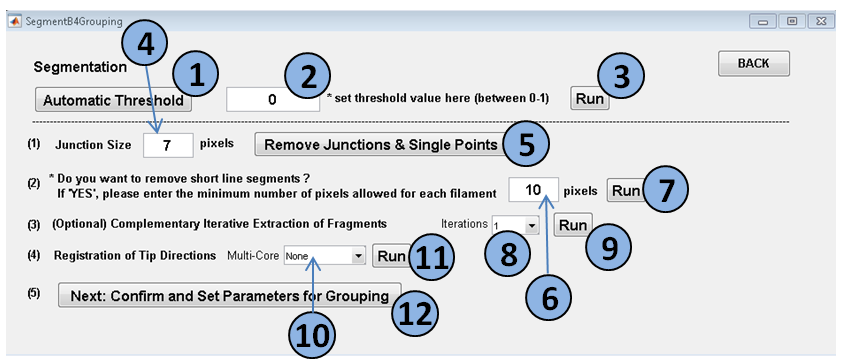 SegmentB4Grouping
4
Segmentation
1
2
3
BACK
Automatic Threshold
0
* set threshold value here (between 0-1)
Run
(1) Junction Size 7 pixels Remove Junctions & Single Points
5
(2) * Do you want to remove short line segments ?
If 'YES', please enter the minimum number of pixels allowed for each filament 10 pixels Run
7
(3) (Optional) Complementary Iterative Extraction of Fragments Iterations 1 Run
8
9
(4) Registration of Tip Directions Multi-Core None Run
11
6
(5) Next: Confirm and Set Parameters for Grouping
12
10